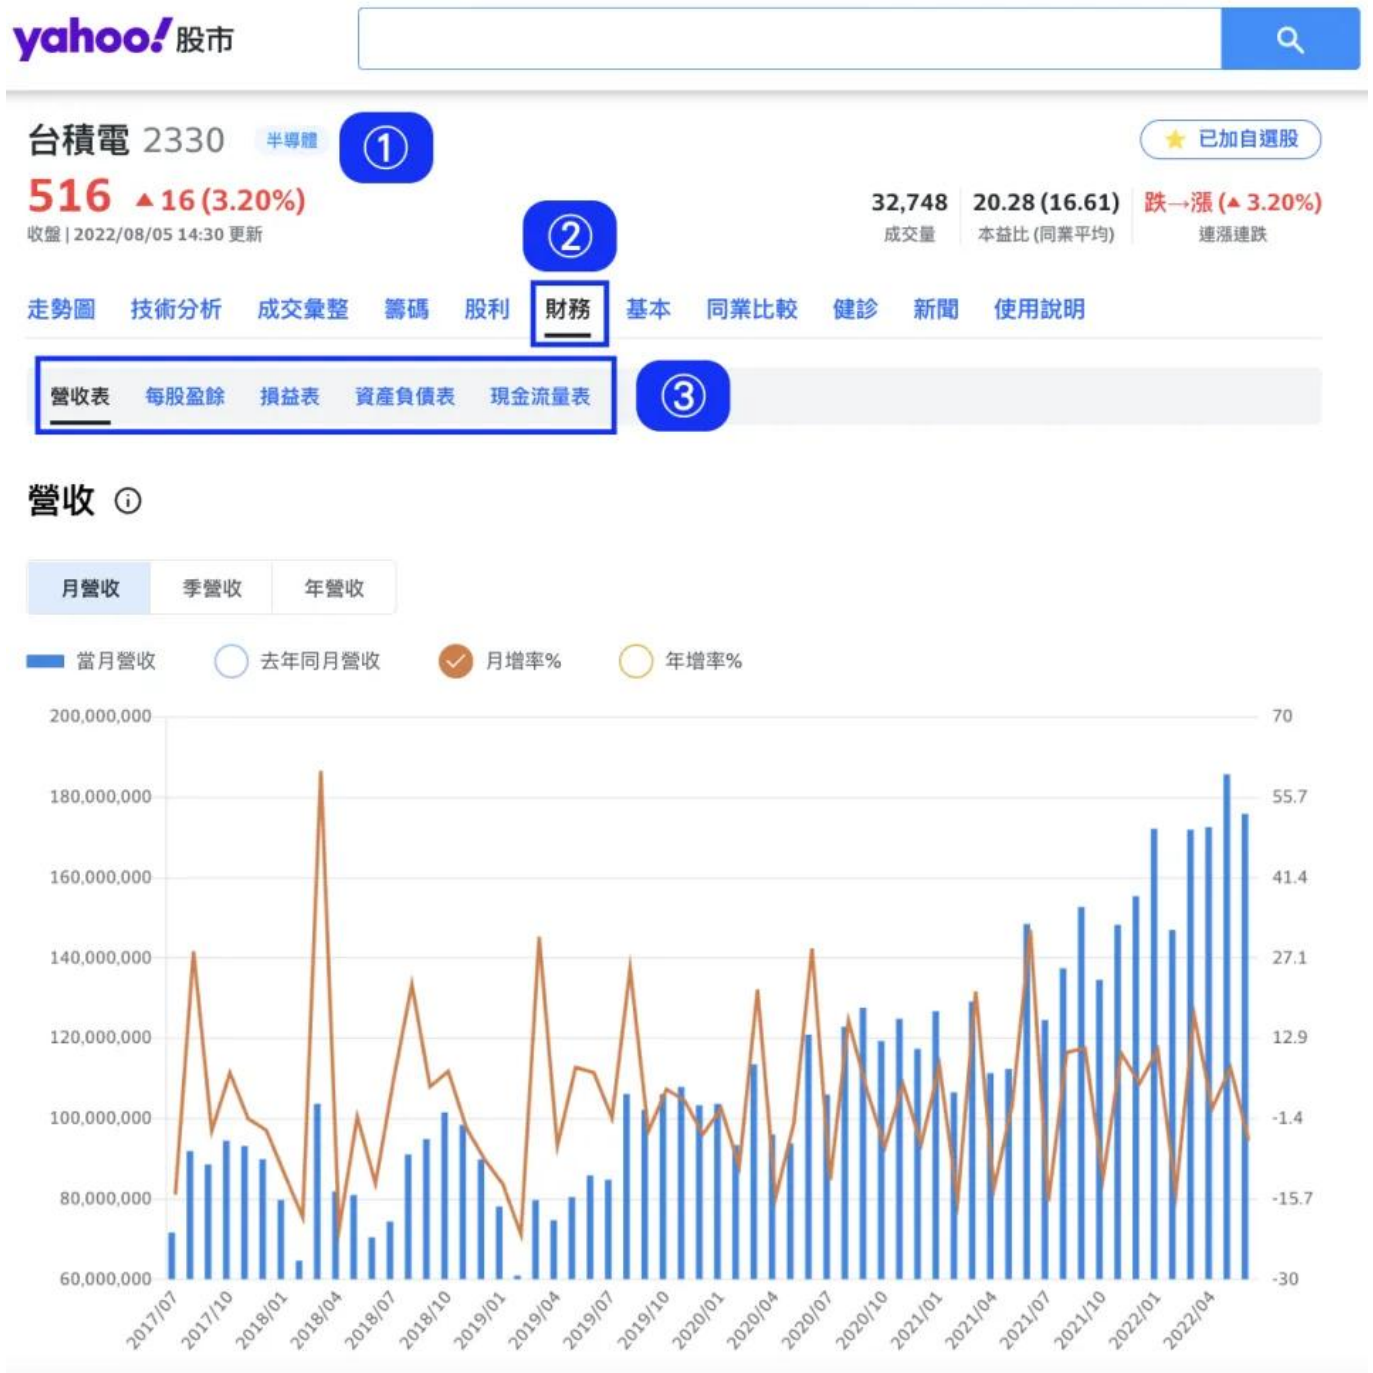 yahoo!股市
台積電 2330 半導體 ① 已加自選股
516 ▲ 16 (3.20%)
收盤 | 2022/08/05 14:30 更新
②
32,748 20.28 (16.61) 跌→漲 (▲ 3.20%)
成交量 本益比 (同業平均) 連漲連跌
走勢圖 技術分析 成交彙整 籌碼 股利 財務 基本 同業比較 健診 新聞 使用說明
營收表 每股盈餘 損益表 資產負債表 現金流量表 ③
營收
月營收 季營收 年營收
當月營收 去年同月營收 月增率% 年增率%
200,000,000 70
180,000,000 55.7
160,000,000 41.4
140,000,000 27.1
120,000,000 12.9
100,000,000 -1.4
80,000,000 -15.7
60,000,000 -30
2017/07 2017/10 2018/01 2018/04 2018/07 2018/10 2019/01 2019/04 2019/07 2019/10 2020/01 2020/04 2020/07 2020/10 2021/01 2021/04 2021/07 2021/10 2022/01 2022/04